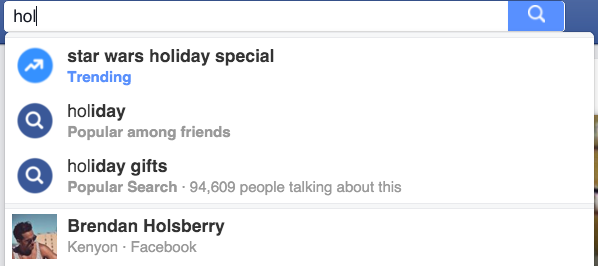 hol
star wars holiday special
Trending
holiday
Popular among friends
holiday gifts
Popular Search · 94,609 people talking about this
Brendan Holsberry
Kenyon · Facebook